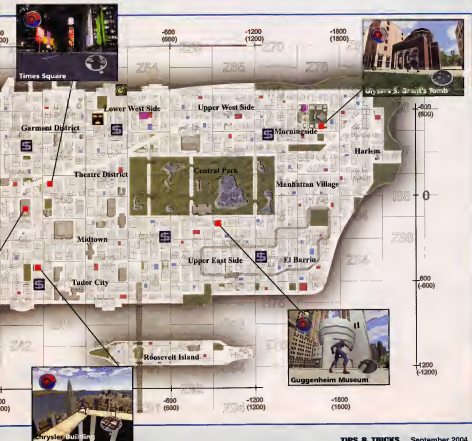 -600
(600)
-1200
(1200)
-1800
(1800)
Times Square
Ulysses S. Grant's Tomb
-600
(600)
Lower West Side
Upper West Side
Garment District
Morningside
Harlem
Theatre District
Central Park
Manhattan Village
0
Midtown
Upper East Side
El Barrio
Tudor City
-600
(-600)
Roosevelt Island
Guggenheim Museum
-1200
(-1200)
Chrysler Building
-600
(600)
-1200
(1200)
-1800
(1800)
TIPS & TRICKS September 2004